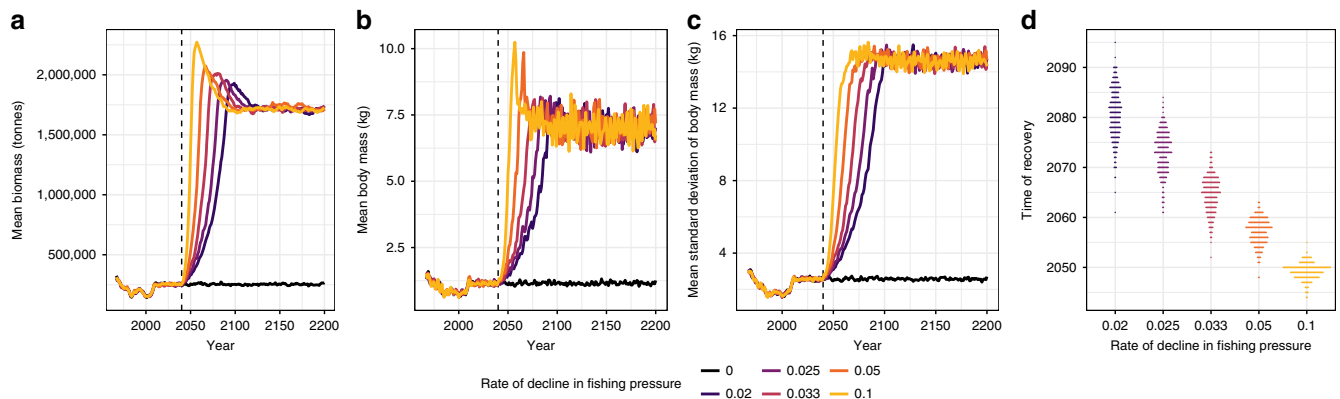 a
Mean biomass (tonnes)
2,000,000
1,750,000
1,000,000
500,000
2000 2050 2100 2150 2200
Year
b
Mean body mass (kg)
10.0
7.5
5.0
2.5
2000 2050 2100 2150 2200
Year
c
Mean standard deviation of body mass (kg)
16
12
8
4
2000 2050 2100 2150 2200
Year
d
Time of recovery
2090
2080
2070
2060
2050
0.02 0.025 0.033 0.05 0.1
Rate of decline in fishing pressure
Rate of decline in fishing pressure
0 0.025 0.05
0.02 0.033 0.1